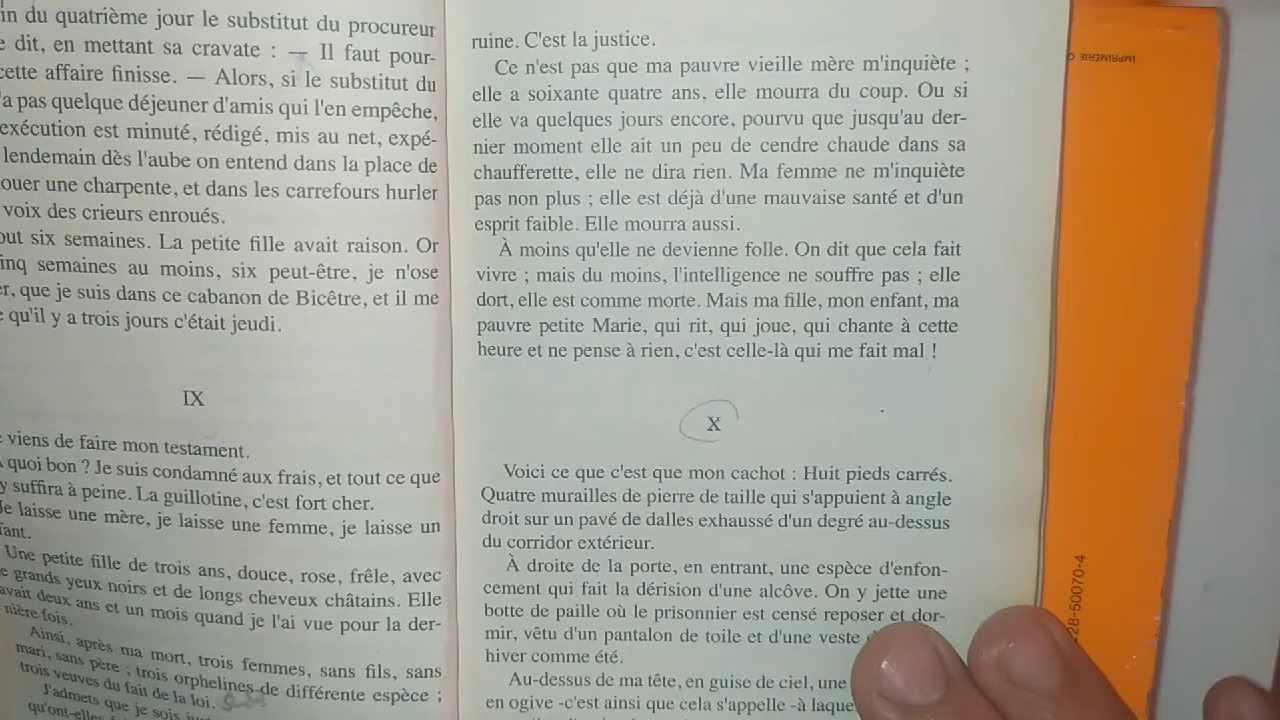 in du quatrième jour le substitut du procureur
dit, en mettant sa cravate : — Il faut pour-
cette affaire finisse. — Alors, si le substitut du
'a pas quelque déjeuner d'amis qui l'en empêche,
exécution est minuté, rédigé, mis au net, expé-
lendemain dès l'aube on entend dans la place de
ouer une charpente, et dans les carrefours hurler
voix des crieurs enroués.
out six semaines. La petite fille avait raison. Or
inq semaines au moins, six peut-être, je n'ose
r, que je suis dans ce cabanon de Bicêtre, et il me
qu'il y a trois jours c'était jeudi.
IX
viens de faire mon testament.
quoi bon ? Je suis condamné aux frais, et tout ce que
y suffira à peine. La guillotine, c'est fort cher.
Je laisse une mère, je laisse une femme, je laisse un
fant.
Une petite fille de trois ans, douce, rose, frêle, avec
e grands yeux noirs et de longs cheveux châtains. Elle
avait deux ans et un mois quand je l'ai vue pour la der-
nière fois.
Ainsi, après ma mort, trois femmes, sans fils, sans
mari, sans père ; trois orphelines de différente espèce ;
trois veuves du fait de la loi.
J'admets que je sois
qu'ont-elles
ruine. C'est la justice.
Ce n'est pas que ma pauvre vieille mère m'inquiète ;
elle a soixante quatre ans, elle mourra du coup. Ou si
elle va quelques jours encore, pourvu que jusqu'au der-
nier moment elle ait un peu de cendre chaude dans sa
chaufferette, elle ne dira rien. Ma femme ne m'inquiète
pas non plus ; elle est déjà d'une mauvaise santé et d'un
esprit faible. Elle mourra aussi.
À moins qu'elle ne devienne folle. On dit que cela fait
vivre ; mais du moins, l'intelligence ne souffre pas ; elle
dort, elle est comme morte. Mais ma fille, mon enfant, ma
pauvre petite Marie, qui rit, qui joue, qui chante à cette
heure et ne pense à rien, c'est celle-là qui me fait mal !
X
Voici ce que c'est que mon cachot : Huit pieds carrés.
Quatre murailles de pierre de taille qui s'appuient à angle
droit sur un pavé de dalles exhaussé d'un degré au-dessus
du corridor extérieur.
À droite de la porte, en entrant, une espèce d'enfon-
cement qui fait la dérision d'une alcôve. On y jette une
botte de paille où le prisonnier est censé reposer et dor-
mir, vêtu d'un pantalon de toile et d'une veste
hiver comme été.
Au-dessus de ma tête, en guise de ciel, une
en ogive -c'est ainsi que cela s'appelle -à laque
IMPRIMERIE
28-50070-4